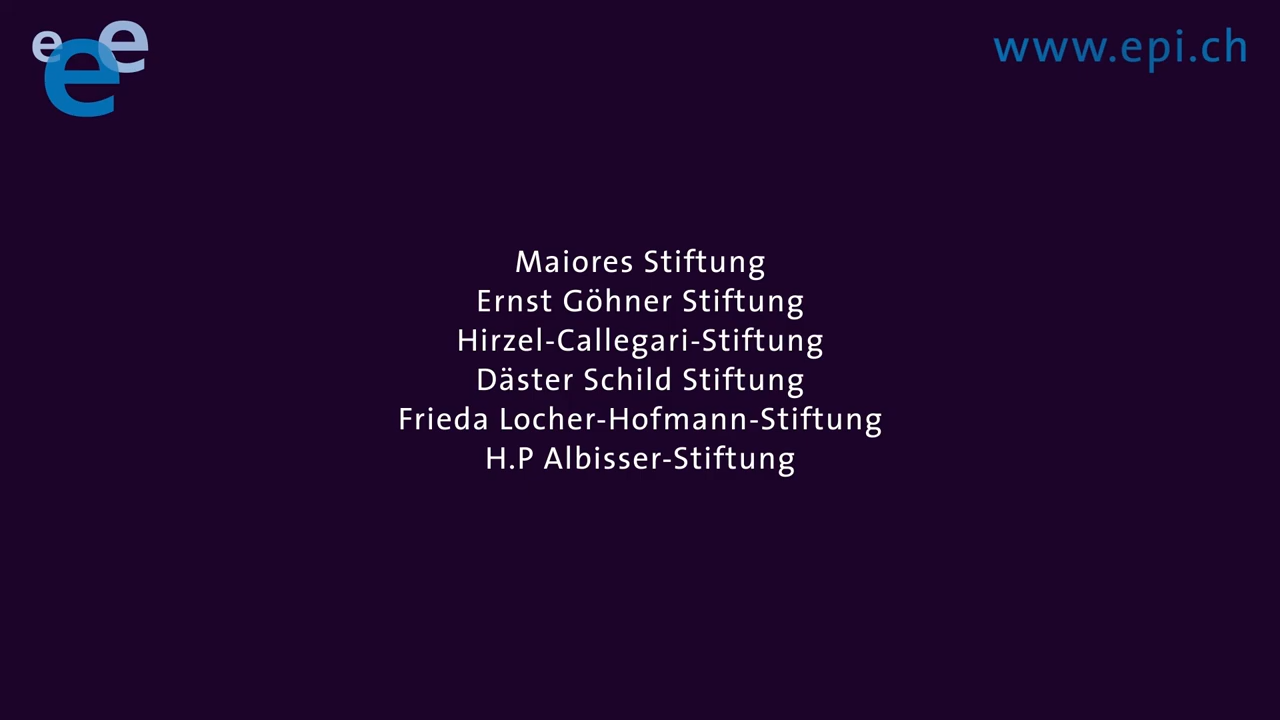 e e e
www.epi.ch
Maiores Stiftung
Ernst Göhner Stiftung
Hirzel-Callegari-Stiftung
Däster Schild Stiftung
Frieda Locher-Hofmann-Stiftung
H.P Albisser-Stiftung